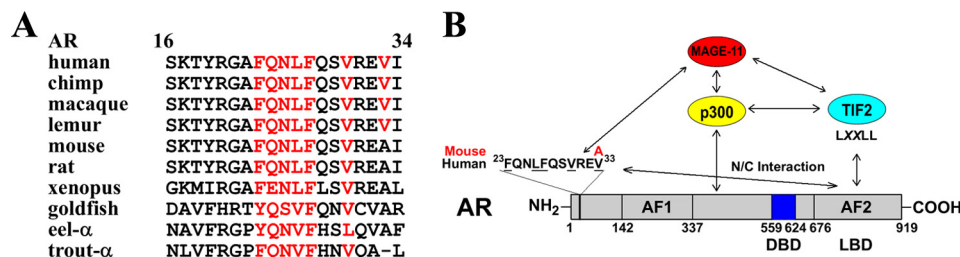 A
AR 16 34
human SKTYRGAFQNLFQSVREVI
chimp SKTYRGAFQNLFQSVREVI
macaque SKTYRGAFQNLFQSVREVI
lemur SKTYRGAFQNLFQSVREVI
mouse SKTYRGAFQNLFQSVREAI
rat SKTYRGAFQNLFQSVREAI
xenopus GKMIRGAFENLFLSVREAL
goldfish DAVFHRTYQSVFQNVCVAR
eel-α NAVFRGPYQNVFHSLQVAF
trout-α NLVFRGPFQNVFHNVOA-L
B
MAGE-11
p300
TIF2
LXXLL
Mouse A
Human ²³FQNLFQSVREV³³
N/C Interaction
AR NH₂ AF1 AF2 COOH
1 142 337 559 624 676 919
DBD LBD